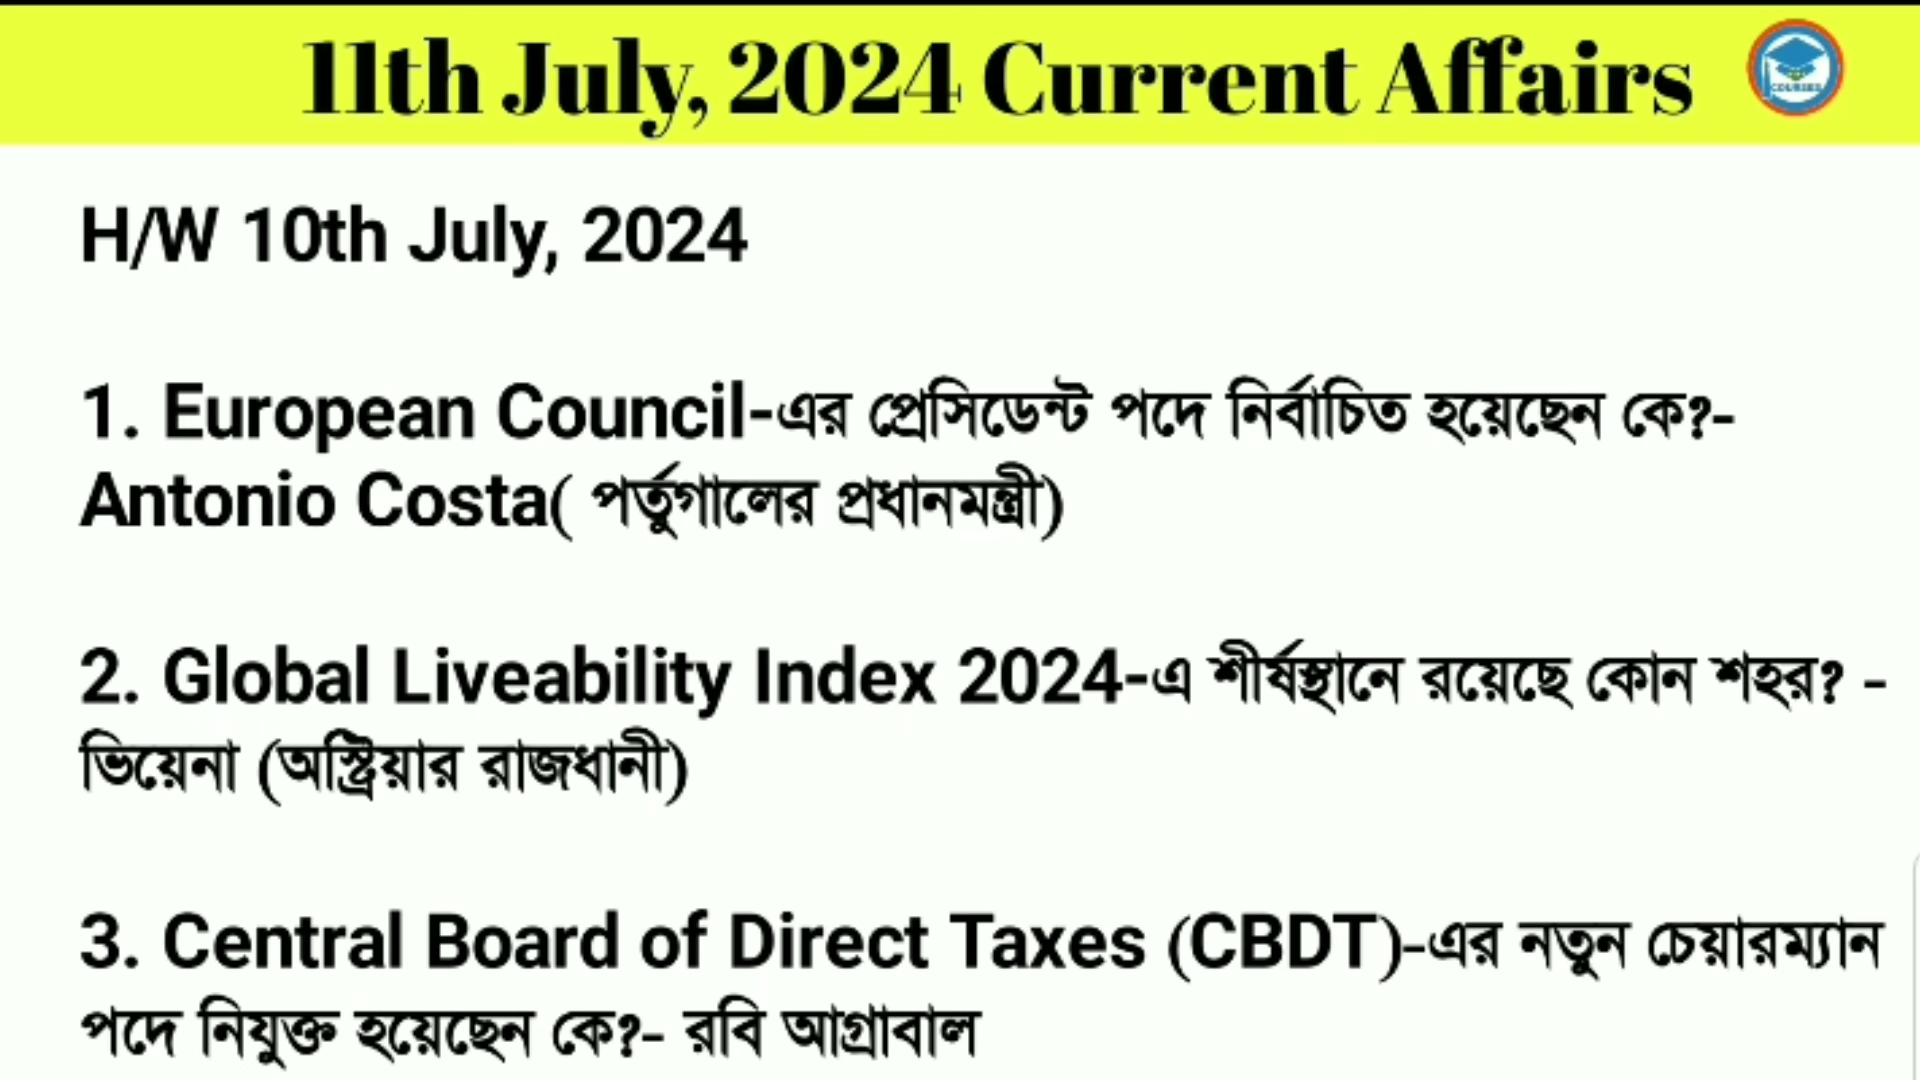 11th July, 2024 Current Affairs
COURSES
H/W 10th July, 2024
1. European Council-এর প্রেসিডেন্ট পদে নির্বাচিত হয়েছেন কে?-
Antonio Costa( পর্তুগালের প্রধানমন্ত্রী)
2. Global Liveability Index 2024-এ শীর্ষস্থানে রয়েছে কোন শহর? -
ভিয়েনা (অস্ট্রিয়ার রাজধানী)
3. Central Board of Direct Taxes (CBDT)-এর নতুন চেয়ারম্যান
পদে নিযুক্ত হয়েছেন কে?- রবি আগ্রাবাল